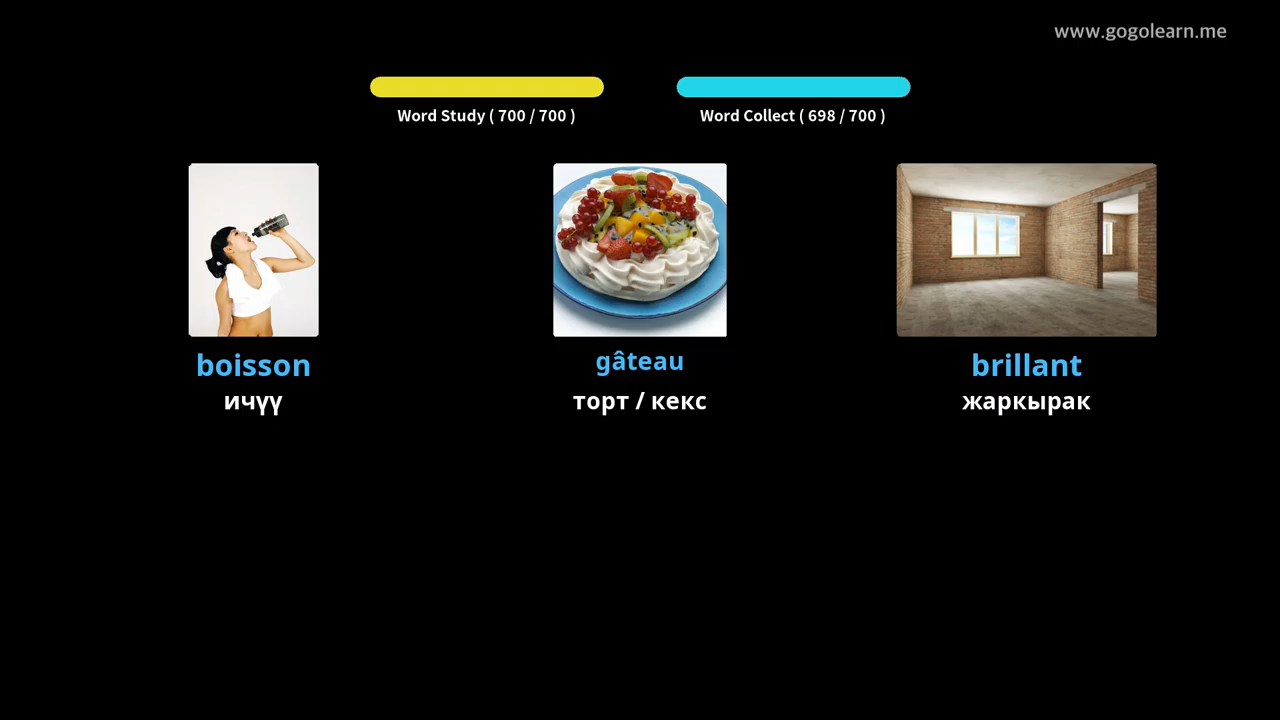 www.gogolearn.me
Word Study ( 700 / 700 )
Word Collect ( 698 / 700 )
boisson
ичүү
gâteau
торт / кекс
brillant
жаркырак